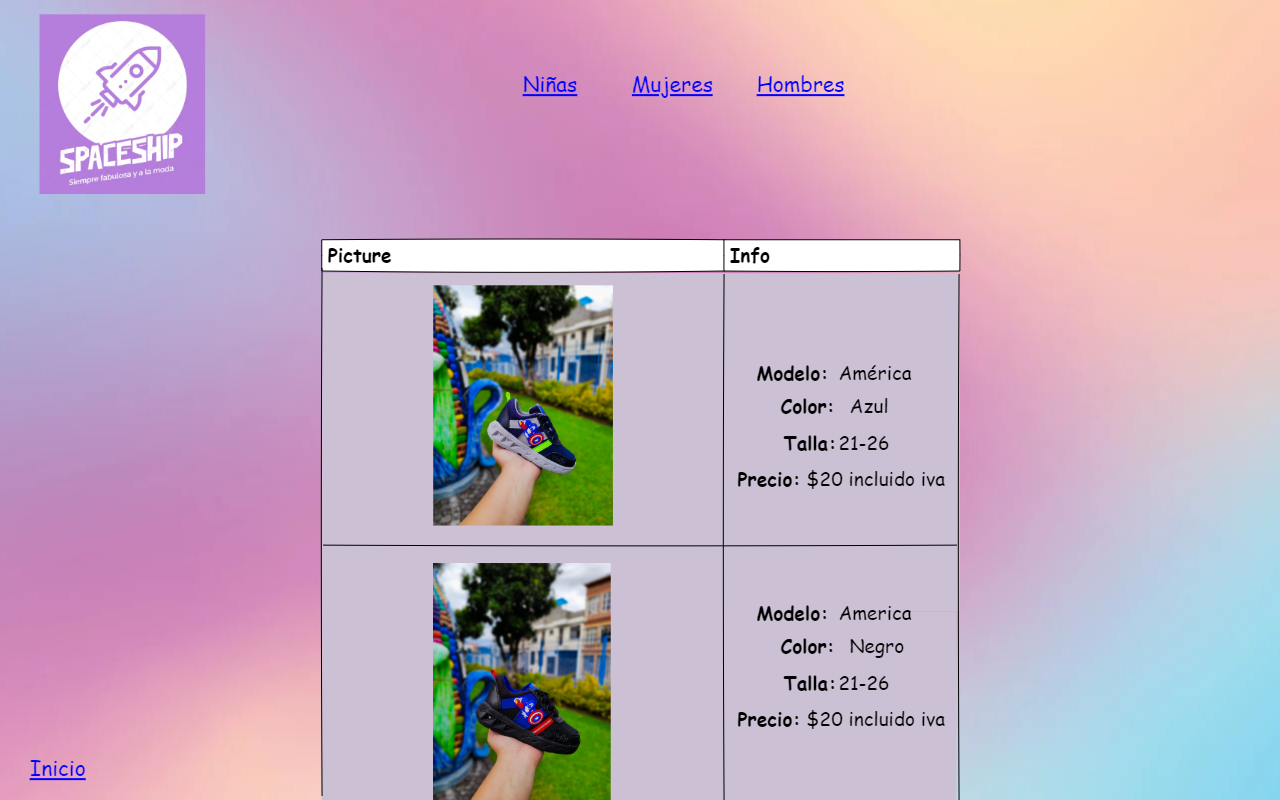 SPACESHIP
Siempre fabulosa y a la moda
Niñas Mujeres Hombres
Picture Info
Modelo: América
Color: Azul
Talla: 21-26
Precio: $20 incluido iva
Modelo: America
Color: Negro
Talla: 21-26
Precio: $20 incluido iva
Inicio